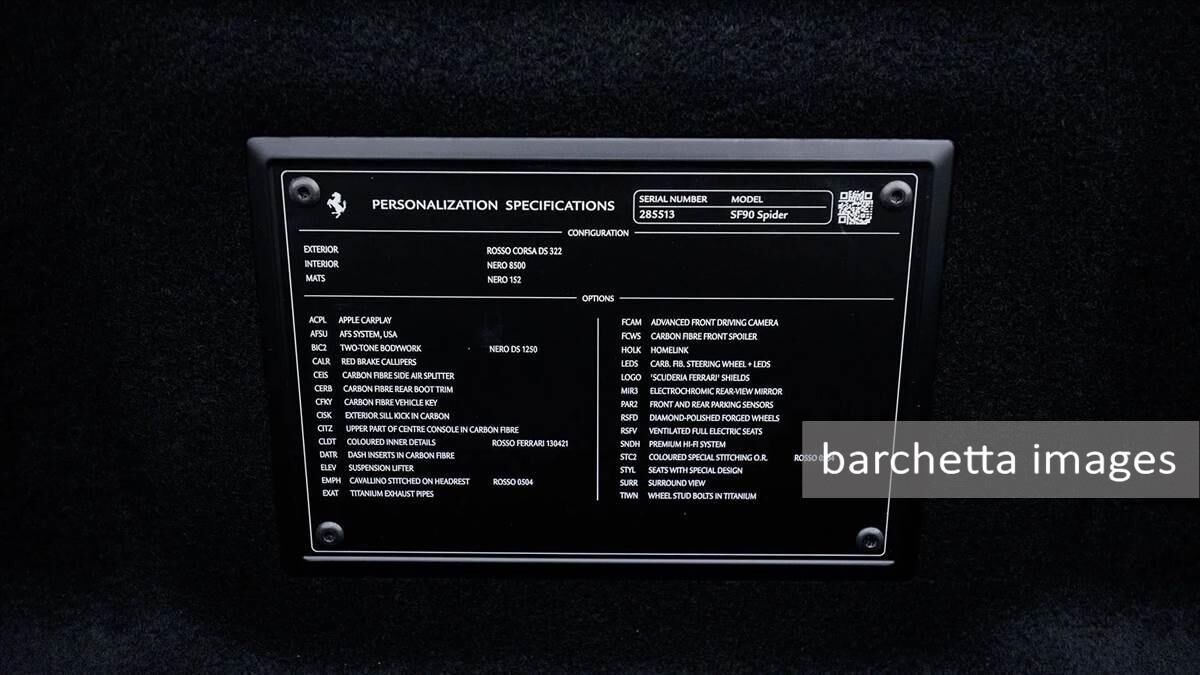 PERSONALIZATION SPECIFICATIONS
SERIAL NUMBER MODEL
285513 SF90 Spider
CONFIGURATION
EXTERIOR ROSSO CORSA DS 322
INTERIOR NERO 8500
MATS NERO 152
OPTIONS
ACPL APPLE CARPLAY
AFSU AFS SYSTEM, USA
BIC2 TWO-TONE BODYWORK NERO DS 1250
CALR RED BRAKE CALLIPERS
CEIS CARBON FIBRE SIDE AIR SPLITTER
CERB CARBON FIBRE REAR BOOT TRIM
CFKY CARBON FIBRE VEHICLE KEY
CISK EXTERIOR SILL KICK IN CARBON
CITZ UPPER PART OF CENTRE CONSOLE IN CARBON FIBRE
CLDT COLOURED INNER DETAILS ROSSO FERRARI 130421
DATR DASH INSERTS IN CARBON FIBRE
ELEV SUSPENSION LIFTER
EMPH CAVALLINO STITCHED ON HEADREST ROSSO 0504
EXAT TITANIUM EXHAUST PIPES
FCAM ADVANCED FRONT DRIVING CAMERA
FCWS CARBON FIBRE FRONT SPOILER
HOLK HOMELINK
LEDS CARB. FIB. STEERING WHEEL + LEDS
LOGO 'SCUDERIA FERRARI' SHIELDS
MIR3 ELECTROCHROMIC REAR-VIEW MIRROR
PAR2 FRONT AND REAR PARKING SENSORS
RSFD DIAMOND-POLISHED FORGED WHEELS
RSFV VENTILATED FULL ELECTRIC SEATS
SNDH PREMIUM HI-FI SYSTEM
STC2 COLOURED SPECIAL STITCHING O.R. ROSSO
STYL SEATS WITH SPECIAL DESIGN
SURR SURROUND VIEW
TIWN WHEEL STUD BOLTS IN TITANIUM
barchetta images